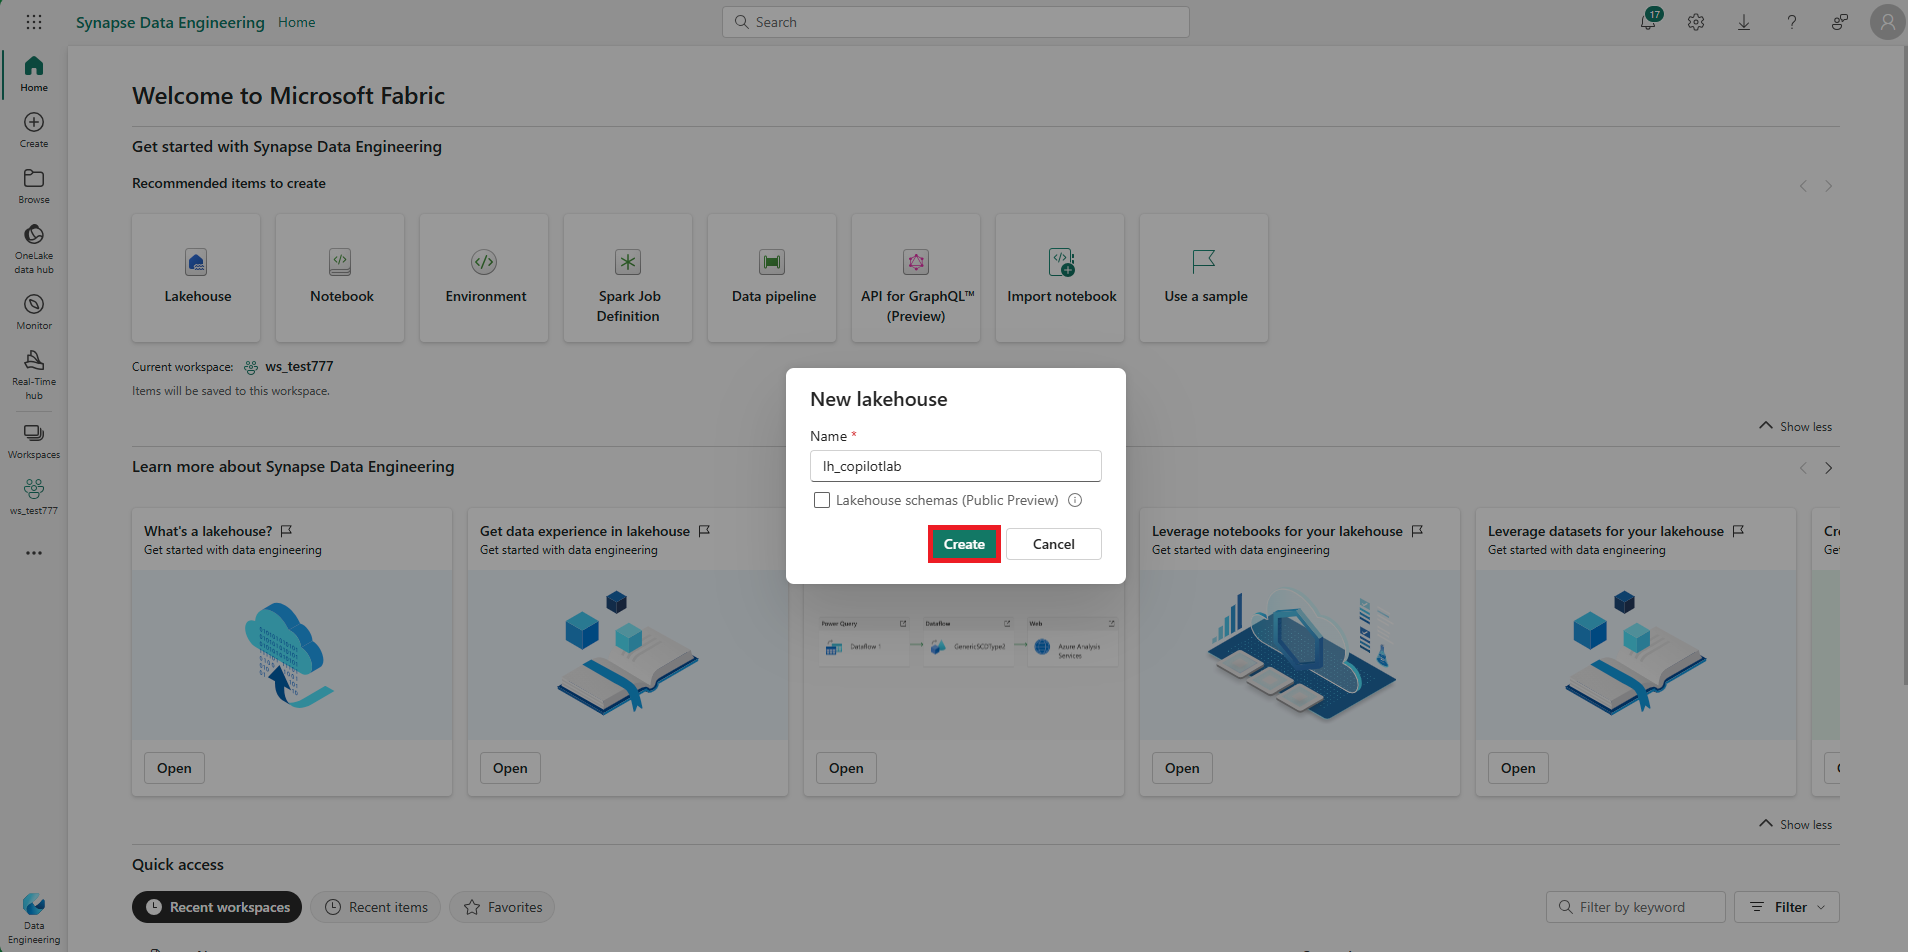 Synapse Data Engineering Home
Search
17
Home
Create
Browse
OneLake
data hub
Monitor
Real-Time
hub
Workspaces
ws_test777
Data
Engineering
Welcome to Microsoft Fabric
Get started with Synapse Data Engineering
Recommended items to create
Lakehouse
Notebook
Environment
Spark Job
Definition
Data pipeline
API for GraphQL™
(Preview)
Import notebook
Use a sample
Current workspace: ws_test777
Items will be saved to this workspace.
Show less
New lakehouse
Name *
lh_copilotlab
Lakehouse schemas (Public Preview)
Create
Cancel
Learn more about Synapse Data Engineering
What's a lakehouse?
Get started with data engineering
Open
Get data experience in lakehouse
Get started with data engineering
Open
Power Query
Dataflow 1
Dataflow
GenericSCDType2
Web
Azure Analysis
Services
Open
Leverage notebooks for your lakehouse
Get started with data engineering
Open
Leverage datasets for your lakehouse
Get started with data engineering
Open
Show less
Quick access
Recent workspaces
Recent items
Favorites
Filter by keyword
Filter